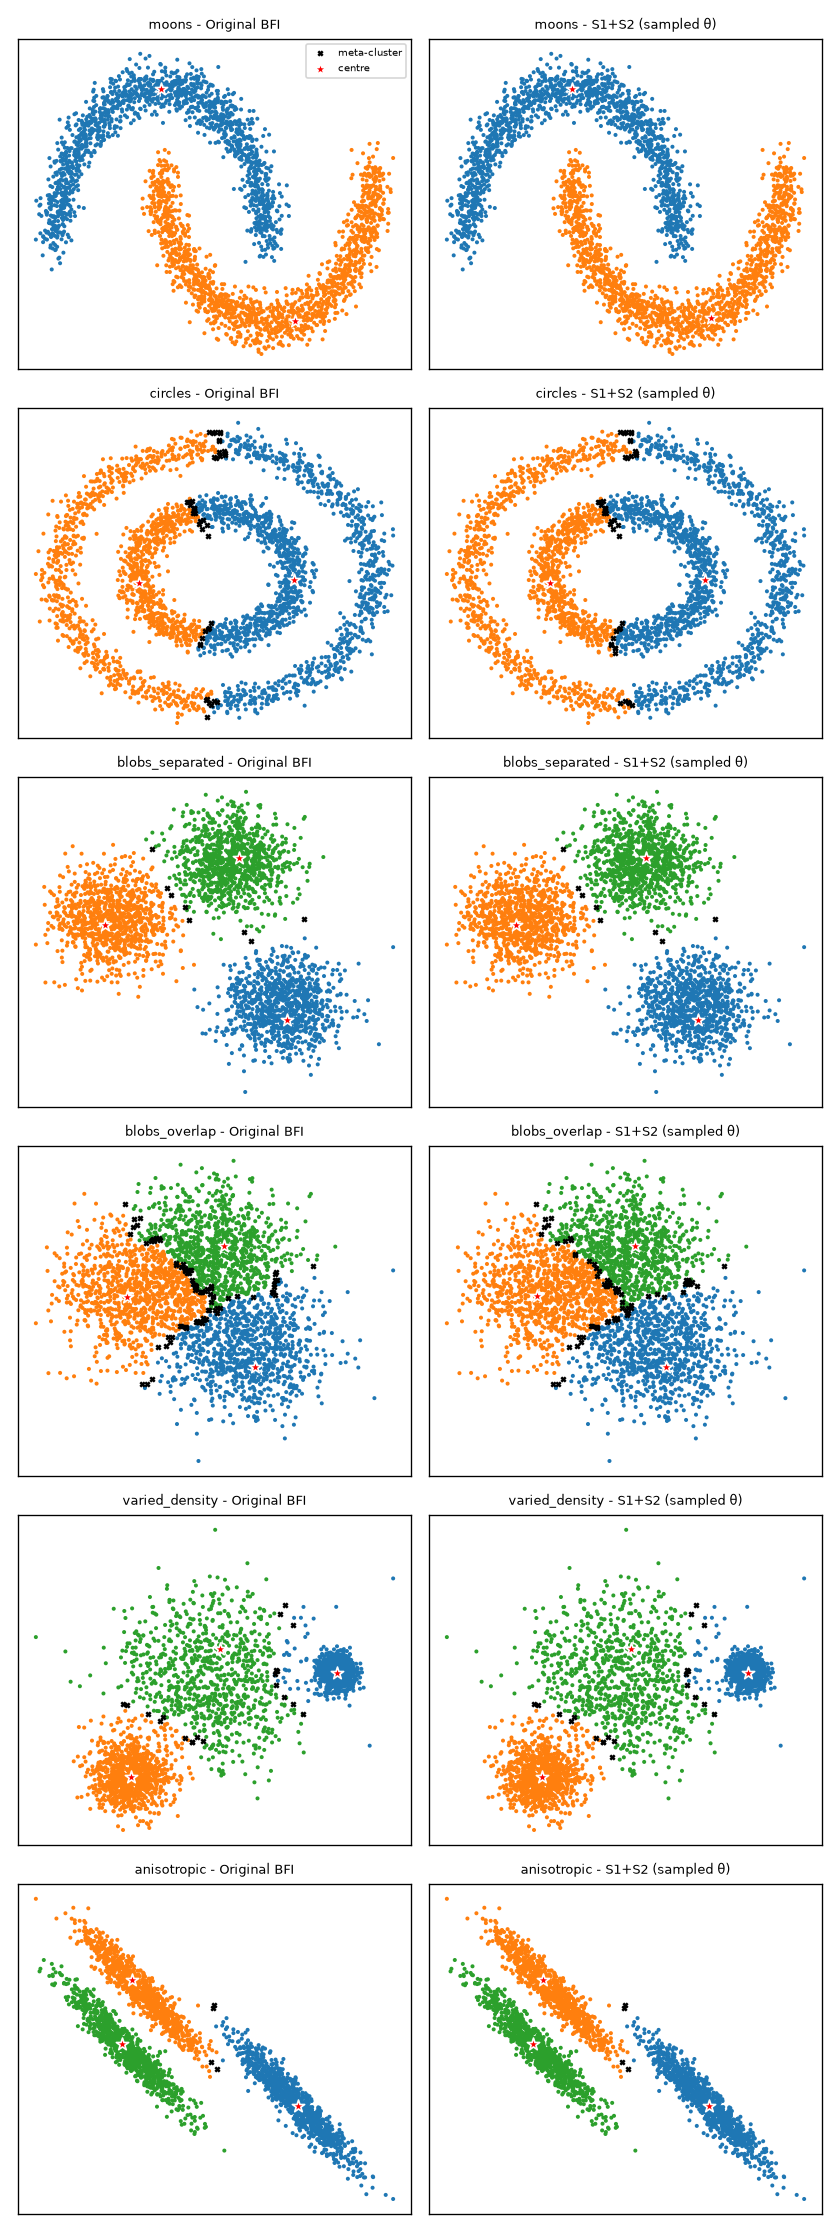 moons - Original BFI
moons - S1+S2 (sampled θ)
meta-cluster
centre
circles - Original BFI
circles - S1+S2 (sampled θ)
blobs_separated - Original BFI
blobs_separated - S1+S2 (sampled θ)
blobs_overlap - Original BFI
blobs_overlap - S1+S2 (sampled θ)
varied_density - Original BFI
varied_density - S1+S2 (sampled θ)
anisotropic - Original BFI
anisotropic - S1+S2 (sampled θ)